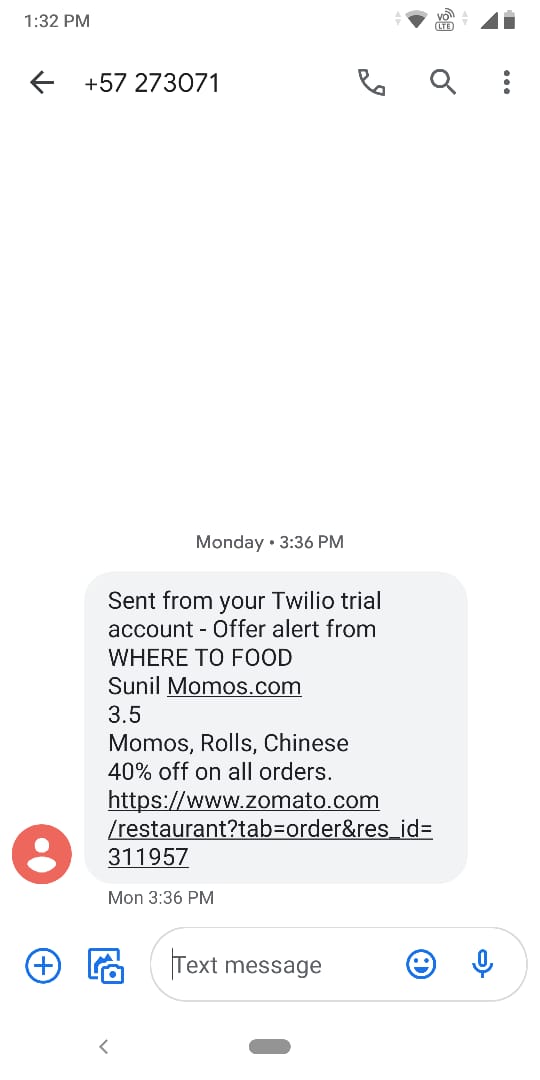 1:32 PM
VO
LTE
+57 273071
Monday • 3:36 PM
Sent from your Twilio trial
account - Offer alert from
WHERE TO FOOD
Sunil Momos.com
3.5
Momos, Rolls, Chinese
40% off on all orders.
https://www.zomato.com
/restaurant?tab=order&res_id=
311957
Mon 3:36 PM
Text message